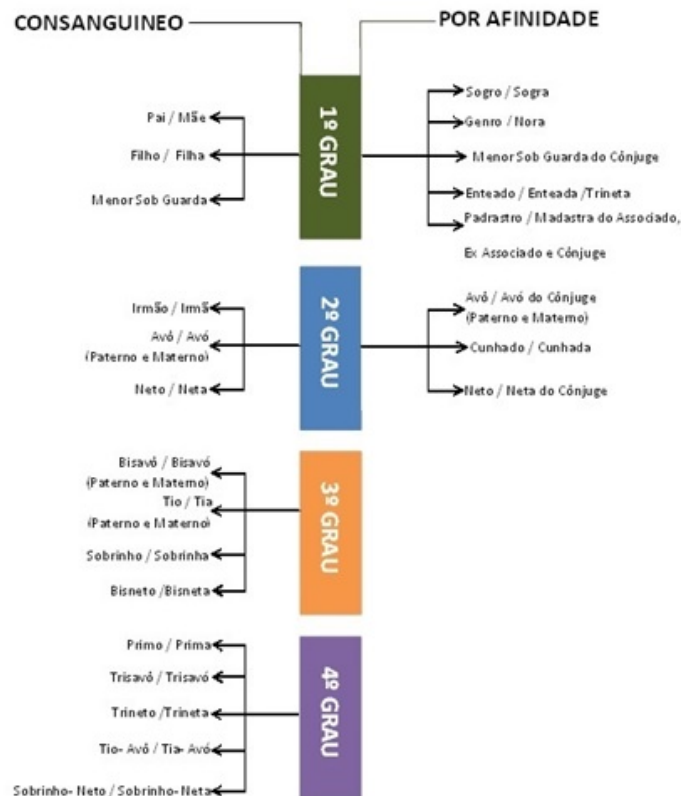 CONSANGUINEO
POR AFINIDADE
1º GRAU
Pai / Mãe
Filho / Filha
Menor Sob Guarda
Sogro / Sogra
Genro / Nora
Menor Sob Guarda do Cônjuge
Enteado / Enteada /Trineta
Padrastro / Madastra do Associado,
Ex Associado e Cônjuge
2º GRAU
Irmão / Irmã
Avô / Avó
(Paterno e Materno)
Neto / Neta
Avô / Avó do Cônjuge
(Paterno e Materno)
Cunhado / Cunhada
Neto / Neta do Cônjuge
3º GRAU
Bisavô / Bisavó
(Paterno e Materno)
Tio / Tia
(Paterno e Materno)
Sobrinho / Sobrinha
Bisneto /Bisneta
4º GRAU
Primo / Prima
Trisavô / Trisavó
Trineto /Trineta
Tio- Avô / Tia- Avó
Sobrinho- Neto / Sobrinho- Neta